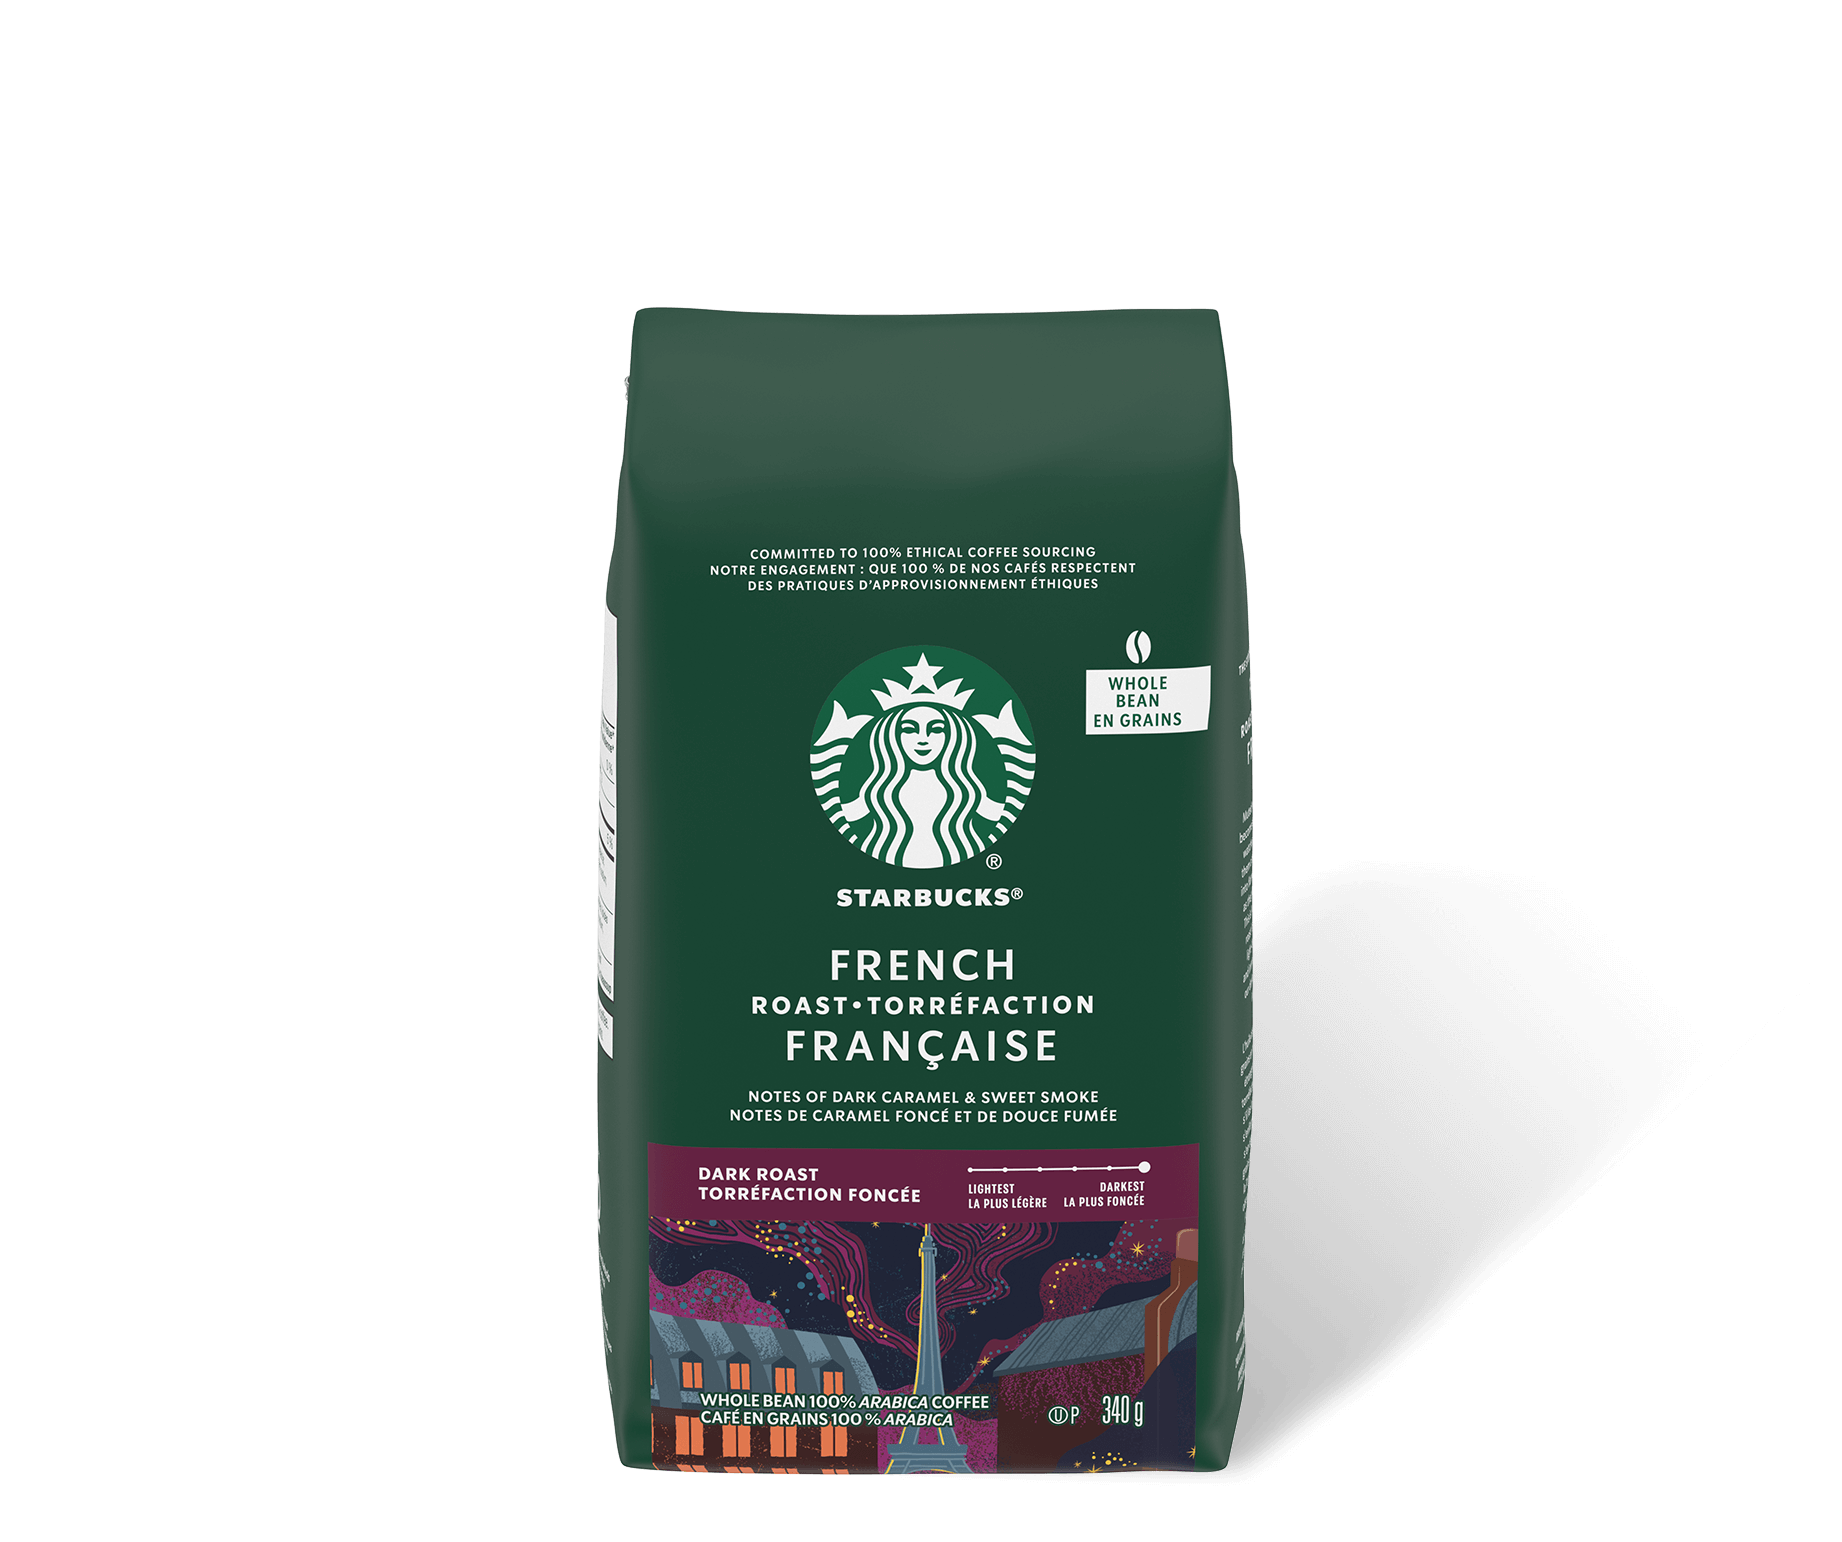 COMMITTED TO 100% ETHICAL COFFEE SOURCING
NOTRE ENGAGEMENT : QUE 100 % DE NOS CAFÉS RESPECTENT
DES PRATIQUES D'APPROVISIONNEMENT ÉTHIQUES
WHOLE
BEAN
EN GRAINS
®
STARBUCKS®
FRENCH
ROAST•TORRÉFACTION
FRANÇAISE
NOTES OF DARK CARAMEL & SWEET SMOKE
NOTES DE CARAMEL FONCÉ ET DE DOUCE FUMÉE
DARK ROAST
TORRÉFACTION FONCÉE
LIGHTEST
LA PLUS LÉGÈRE
DARKEST
LA PLUS FONCÉE
WHOLE BEAN 100% ARABICA COFFEE
CAFÉ EN GRAINS 100 % ARABICA
Ⓤ P
340 g